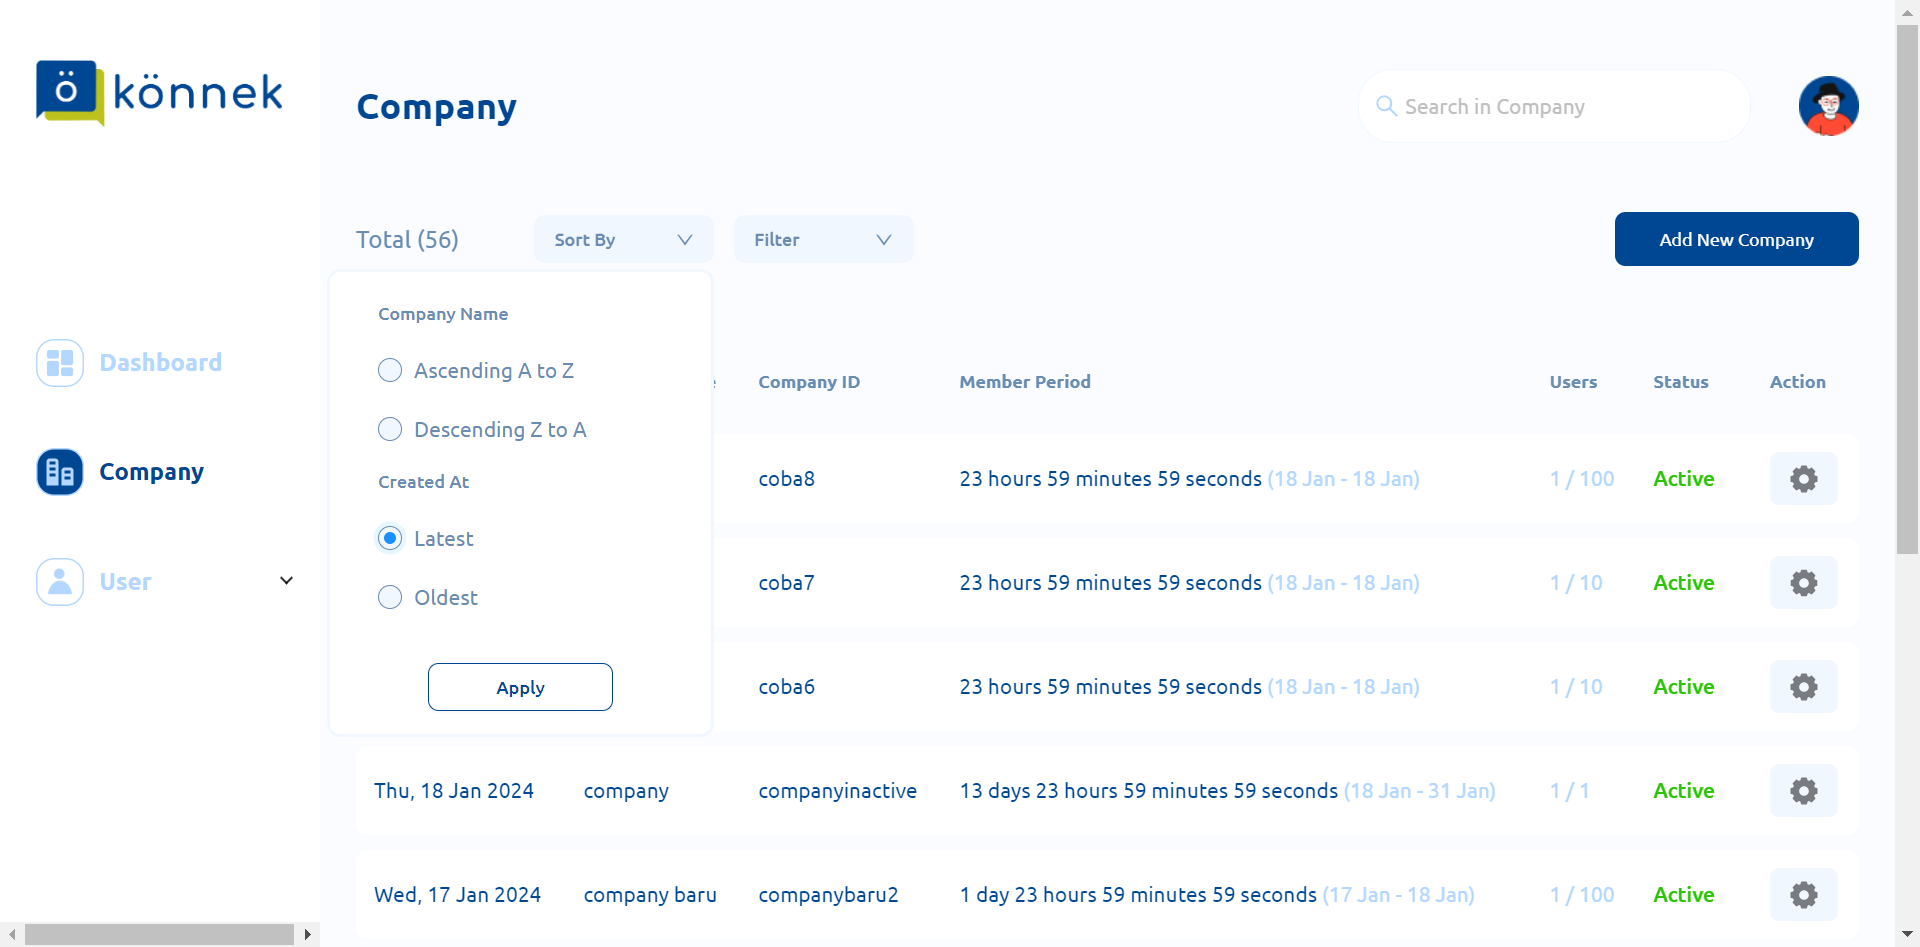 ö könnek
Company
Search in Company
Total (56)
Sort By
Filter
Add New Company
Dashboard
Company
User
Company Name
Ascending A to Z
Descending Z to A
Created At
Latest
Oldest
Apply
Company ID Member Period Users Status Action
coba8 23 hours 59 minutes 59 seconds (18 Jan - 18 Jan) 1 / 100 Active
coba7 23 hours 59 minutes 59 seconds (18 Jan - 18 Jan) 1 / 10 Active
coba6 23 hours 59 minutes 59 seconds (18 Jan - 18 Jan) 1 / 10 Active
Thu, 18 Jan 2024 company companyinactive 13 days 23 hours 59 minutes 59 seconds (18 Jan - 31 Jan) 1 / 1 Active
Wed, 17 Jan 2024 company baru companybaru2 1 day 23 hours 59 minutes 59 seconds (17 Jan - 18 Jan) 1 / 100 Active